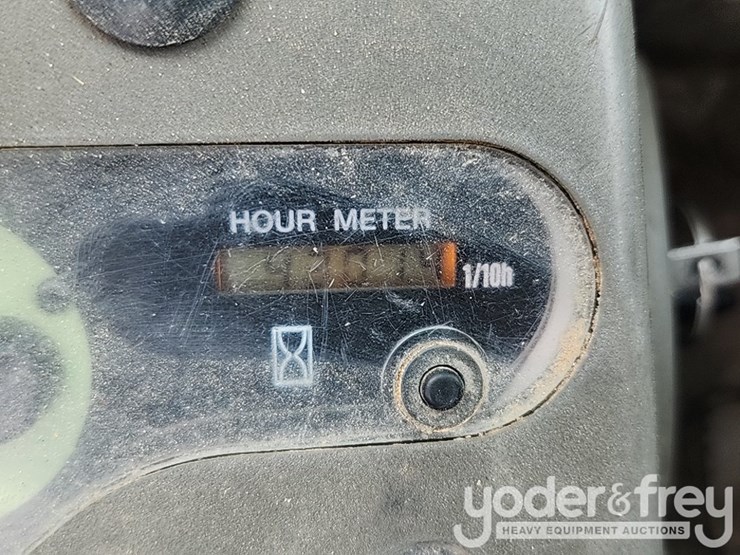 HOUR METER
1/10h
yoder&frey
HEAVY EQUIPMENT AUCTIONS